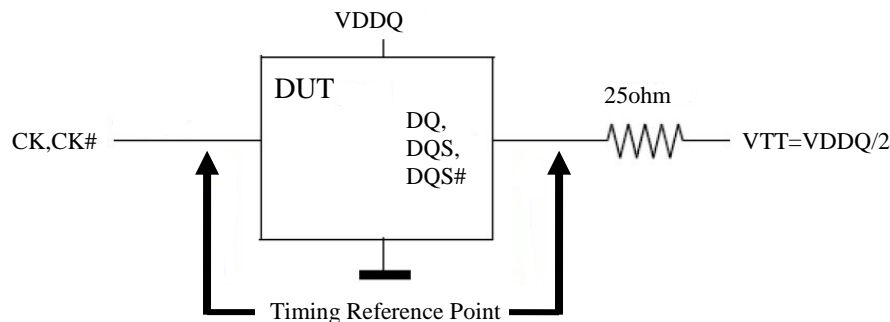 VDDQ
DUT
25ohm
DQ,
DQS,
DQS#
CK,CK#
VTT=VDDQ/2
Timing Reference Point